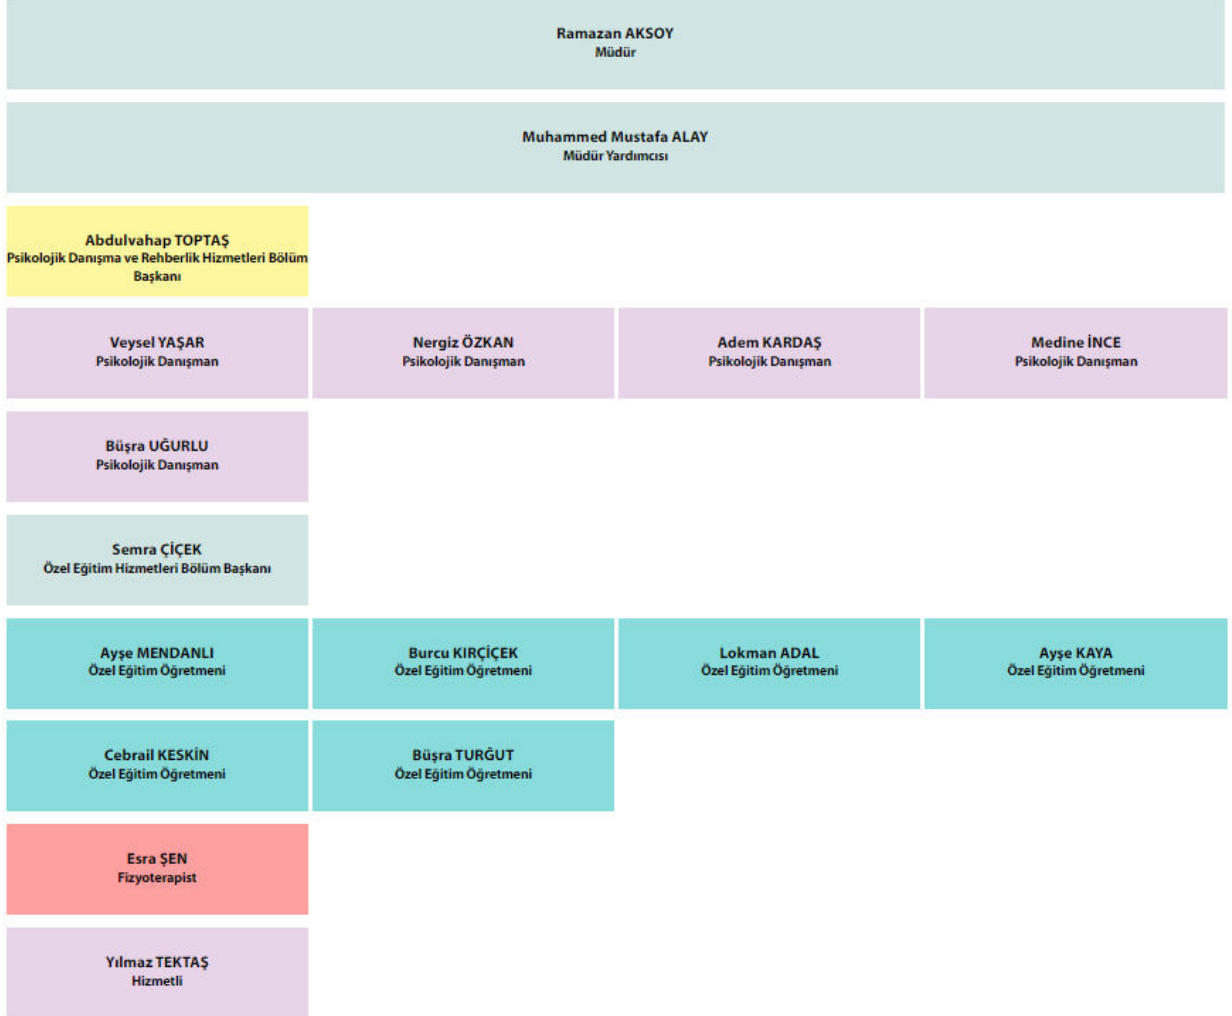 Ramazan AKSOY
Müdür
Muhammed Mustafa ALAY
Müdür Yardımcısı
Abdulvahap TOPTAŞ
Psikolojik Danışma ve Rehberlik Hizmetleri Bölüm
Başkanı
Veysel YAŞAR
Psikolojik Danışman
Nergiz ÖZKAN
Psikolojik Danışman
Adem KARDAŞ
Psikolojik Danışman
Medine İNCE
Psikolojik Danışman
Büşra UĞURLU
Psikolojik Danışman
Semra ÇİÇEK
Özel Eğitim Hizmetleri Bölüm Başkanı
Ayşe MENDANLI
Özel Eğitim Öğretmeni
Burcu KIRÇİÇEK
Özel Eğitim Öğretmeni
Lokman ADAL
Özel Eğitim Öğretmeni
Ayşe KAYA
Özel Eğitim Öğretmeni
Cebrail KESKİN
Özel Eğitim Öğretmeni
Büşra TURĞUT
Özel Eğitim Öğretmeni
Esra ŞEN
Fizyoterapist
Yılmaz TEKTAŞ
Hizmetli